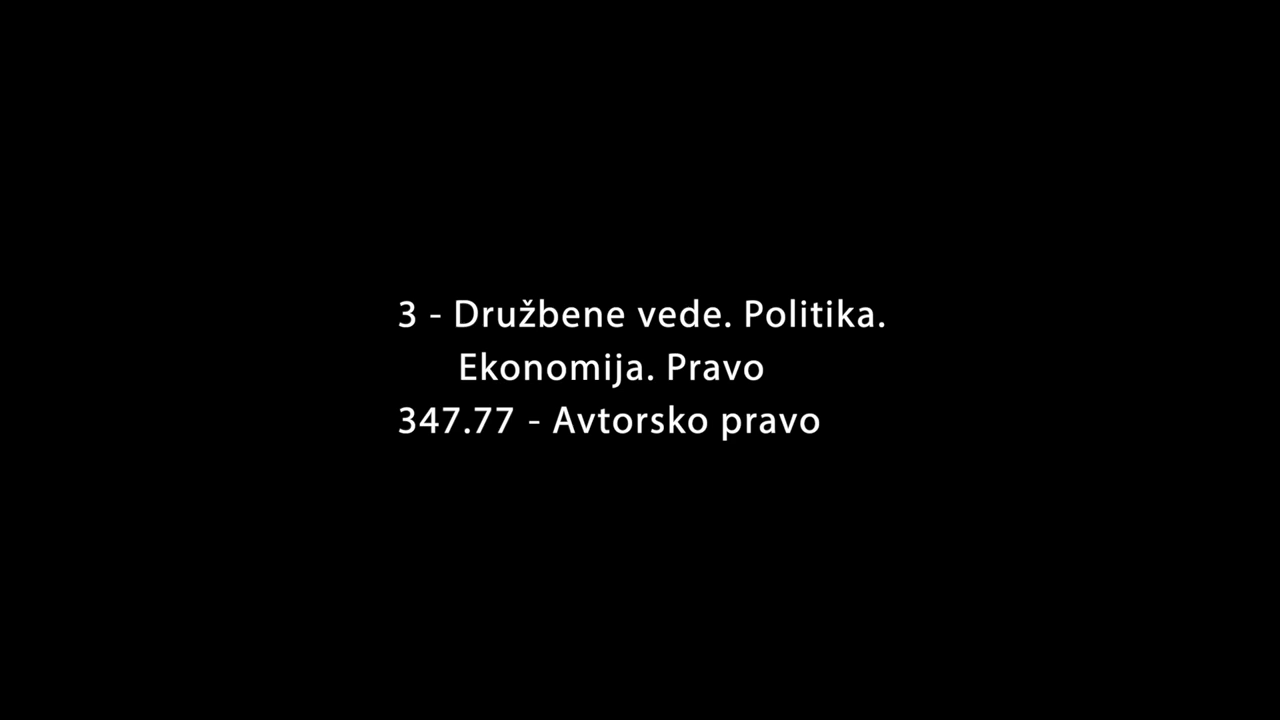 3 - Družbene vede. Politika.
Ekonomija. Pravo
347.77 - Avtorsko pravo